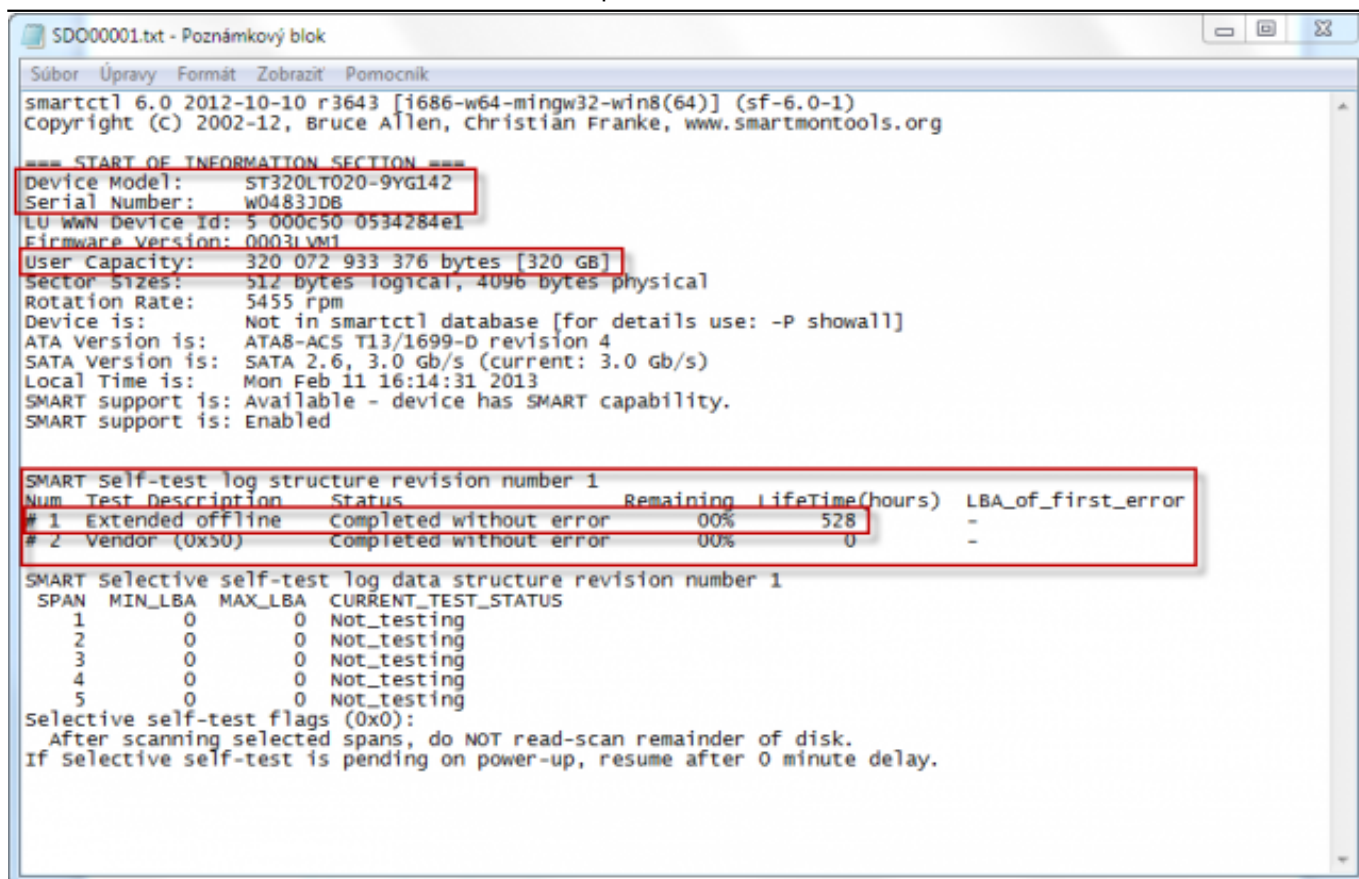 SDO00001.txt - Poznámkový blok
Súbor Úpravy Formát Zobraziť Pomocník
smartctl 6.0 2012-10-10 r3643 [i686-w64-mingw32-win8(64)] (sf-6.0-1)
Copyright (C) 2002-12, Bruce Allen, Christian Franke, www.smartmontools.org
=== START OF INFORMATION SECTION ===
Device Model: ST320LT020-9YG142
Serial Number: W0483JDB
LU WWN Device Id: 5 000c50 0534284e1
Firmware Version: 0003LVM1
User Capacity: 320 072 933 376 bytes [320 GB]
Sector Sizes: 512 bytes logical, 4096 bytes physical
Rotation Rate: 5455 rpm
Device is: Not in smartctl database [for details use: -P showall]
ATA Version is: ATA8-ACS T13/1699-D revision 4
SATA Version is: SATA 2.6, 3.0 Gb/s (current: 3.0 Gb/s)
Local Time is: Mon Feb 11 16:14:31 2013
SMART support is: Available - device has SMART capability.
SMART support is: Enabled
SMART Self-test log structure revision number 1
Num Test Description Status Remaining LifeTime(hours) LBA_of_first_error
# 1 Extended offline Completed without error 00% 528 -
# 2 Vendor (0x50) Completed without error 00% 0 -
SMART Selective self-test log data structure revision number 1
SPAN MIN_LBA MAX_LBA CURRENT_TEST_STATUS
1 0 0 Not_testing
2 0 0 Not_testing
3 0 0 Not_testing
4 0 0 Not_testing
5 0 0 Not_testing
Selective self-test flags (0x0):
After scanning selected spans, do NOT read-scan remainder of disk.
If Selective self-test is pending on power-up, resume after 0 minute delay.